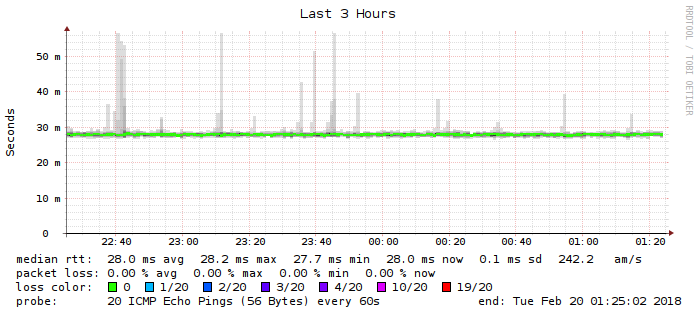 Last 3 Hours
RRDTOOL / TOBI OETIKER
Seconds
50 m
40 m
30 m
20 m
10 m
0
22:40 23:00 23:20 23:40 00:00 00:20 00:40 01:00 01:20
median rtt: 28.0 ms avg 28.2 ms max 27.7 ms min 28.0 ms now 0.1 ms sd 242.2 am/s
packet loss: 0.00 % avg 0.00 % max 0.00 % min 0.00 % now
loss color: 0 1/20 2/20 3/20 4/20 10/20 19/20
probe: 20 ICMP Echo Pings (56 Bytes) every 60s end: Tue Feb 20 01:25:02 2018